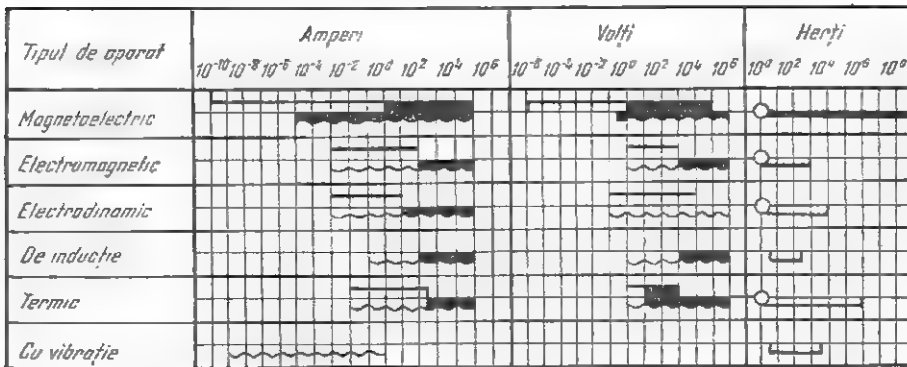 Tipul de aparat
Amperi
Volți
Herți
10⁻¹⁰ 10⁻⁸ 10⁻⁶ 10⁻⁴ 10⁻² 10⁰ 10² 10⁴ 10⁶
10⁻⁶ 10⁻⁴ 10⁻² 10⁰ 10² 10⁴ 10⁶
10⁰ 10² 10⁴ 10⁶ 10⁸
Magnetoelectric
Electromagnetic
Electrodinamic
De inducție
Termic
Cu vibrație